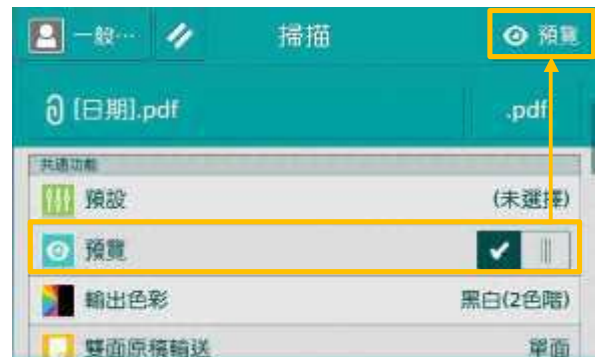 一般… 掃描 預覽
[日期].pdf .pdf
共通功能
預設 (未選擇)
預覽
輸出色彩 黑白(2色階)
雙面原稿輸送 單面